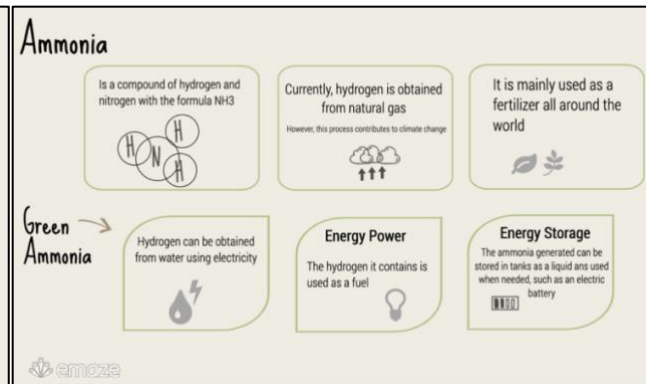 Ammonia
Is a compound of hydrogen and
nitrogen with the formula NH3
H
H
N
H
Currently, hydrogen is obtained
from natural gas
However, this process contributes to climate change
It is mainly used as a
fertilizer all around the
world
Green
Ammonia
Hydrogen can be obtained
from water using electricity
Energy Power
The hydrogen it contains is
used as a fuel
Energy Storage
The ammonia generated can be
stored in tanks as a liquid ans used
when needed, such as an electric
battery
emaze